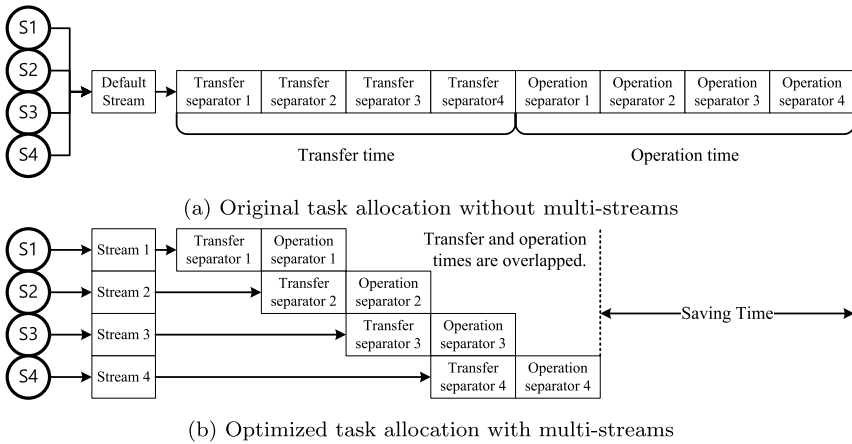 S1
S2
S3
S4
Default
Stream
Transfer
separator 1
Transfer
separator 2
Transfer
separator 3
Transfer
separator4
Operation
separator 1
Operation
separator 2
Operation
separator 3
Operation
separator 4
Transfer time
Operation time
(a) Original task allocation without multi-streams
S1
Stream 1
Transfer
separator 1
Operation
separator 1
Transfer and operation
times are overlapped.
S2
Stream 2
Transfer
separator 2
Operation
separator 2
Saving Time
S3
Stream 3
Transfer
separator 3
Operation
separator 3
S4
Stream 4
Transfer
separator 4
Operation
separator 4
(b) Optimized task allocation with multi-streams